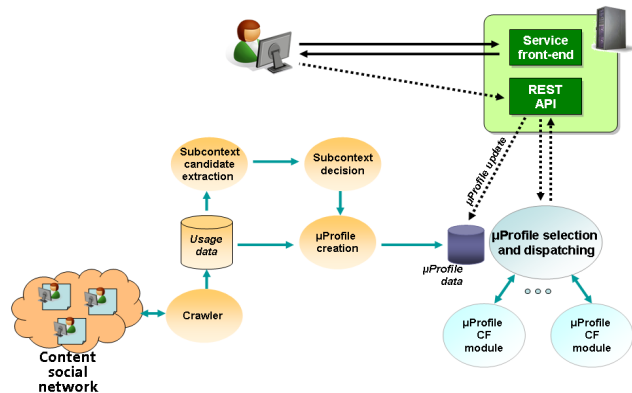 Service
front-end
REST
API
µProfile update
Subcontext
candidate
extraction
Subcontext
decision
Usage
data
µProfile
creation
µProfile
data
µProfile selection
and dispatching
Crawler
µProfile
CF
module
µProfile
CF
module
Content
social
network